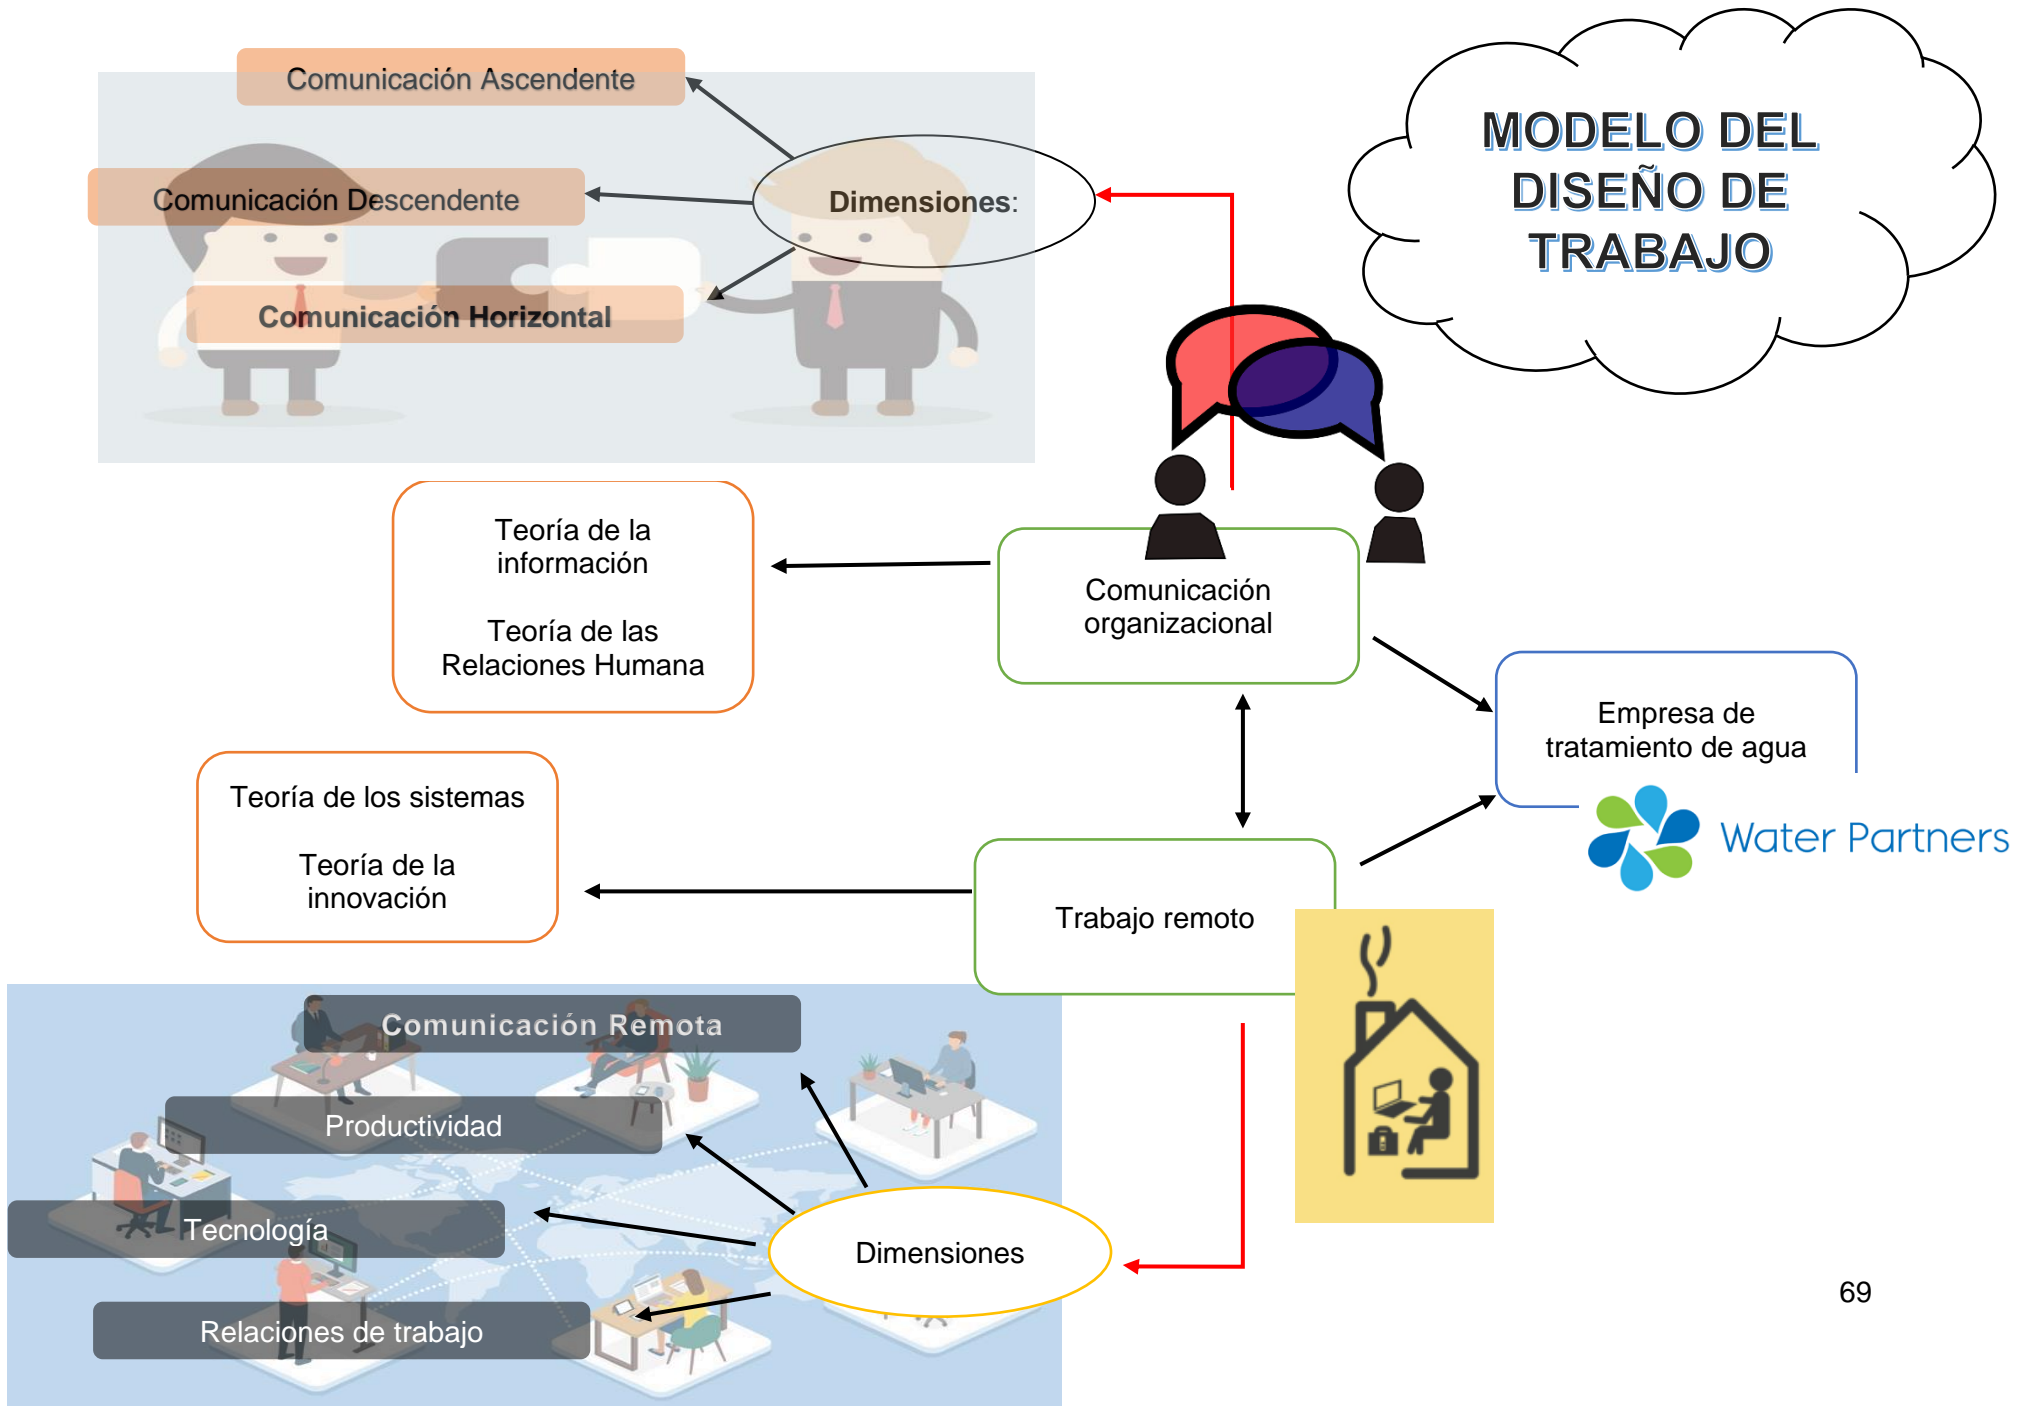 MODELO DEL
DISEÑO DE
TRABAJO
Comunicación Ascendente
Comunicación Descendente
Dimensiones:
Comunicación Horizontal
Teoría de la
información
Teoría de las
Relaciones Humana
Comunicación
organizacional
Empresa de
tratamiento de agua
Water Partners
Teoría de los sistemas
Teoría de la
innovación
Trabajo remoto
Comunicación Remota
Productividad
Tecnología
Dimensiones
Relaciones de trabajo
69